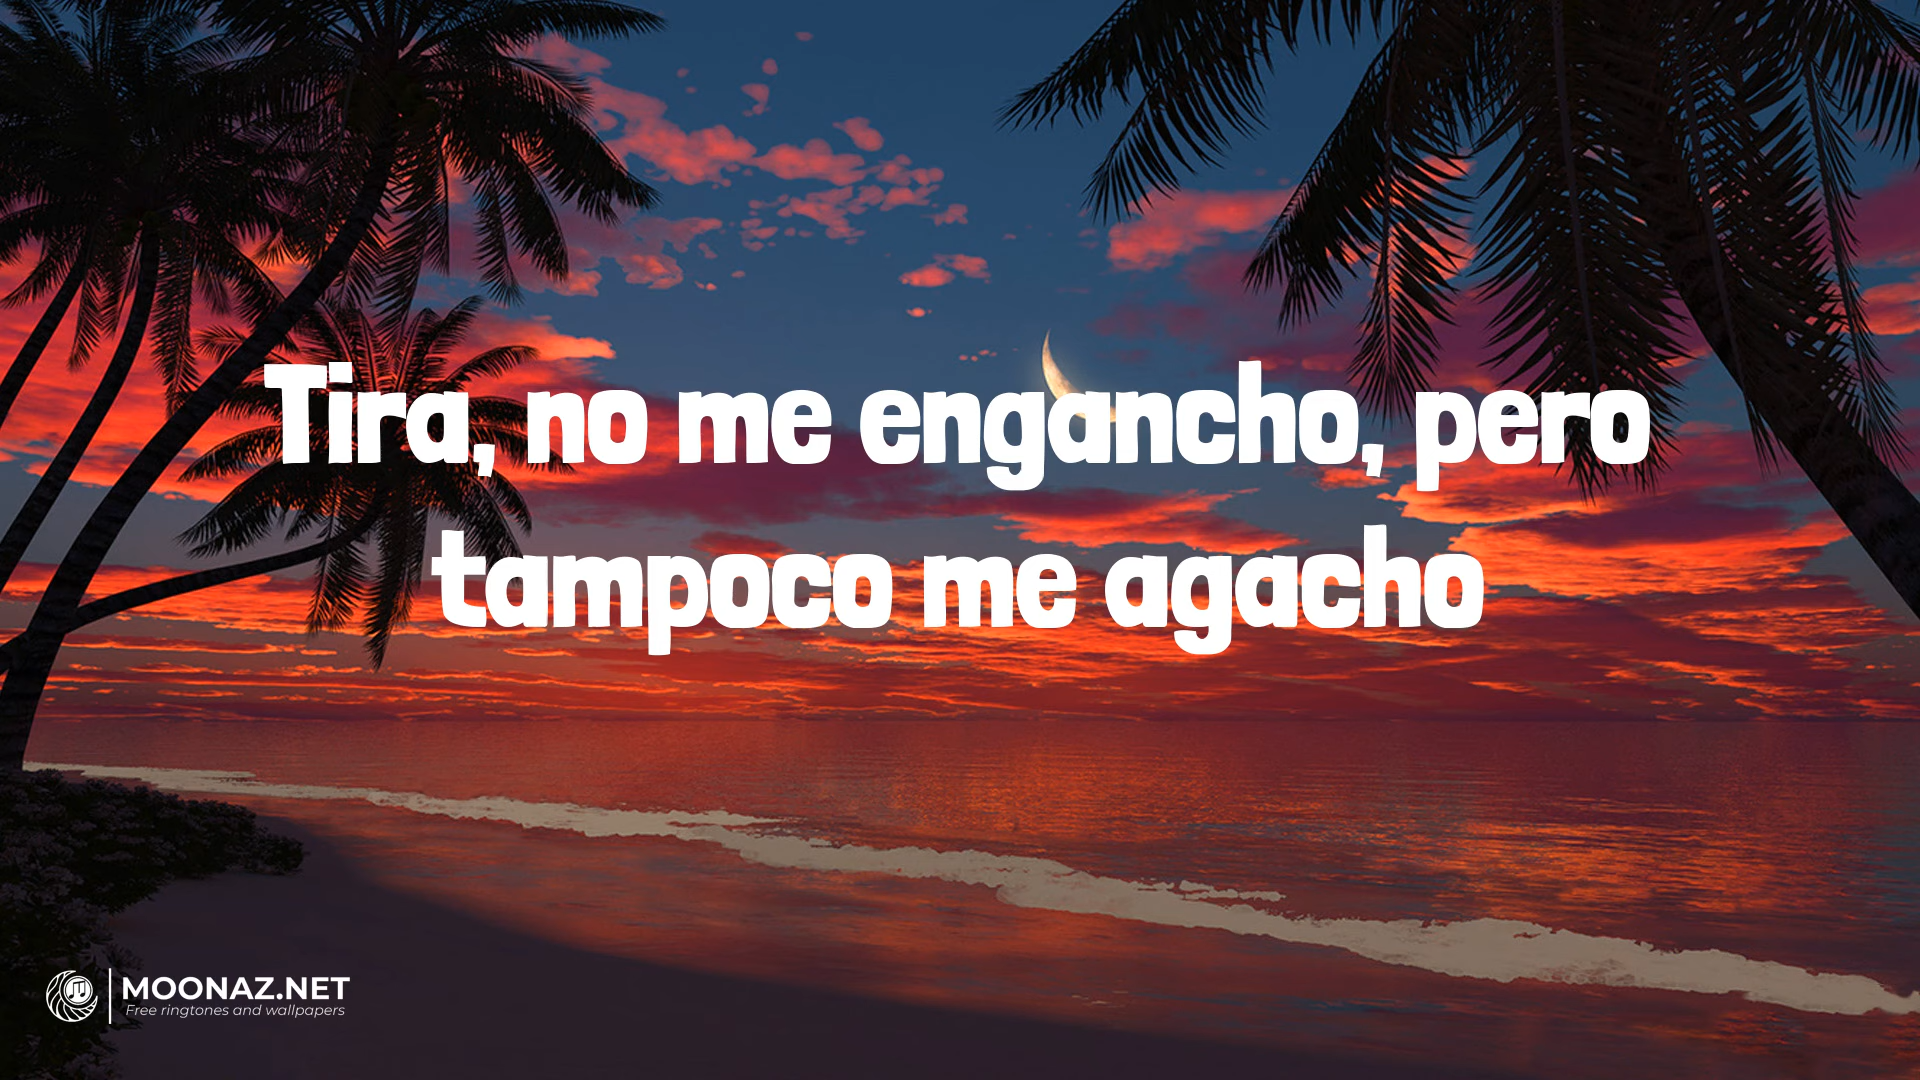 Tira, no me engancho, pero
tampoco me agacho
MOONAZ.NET
Free ringtones and wallpapers